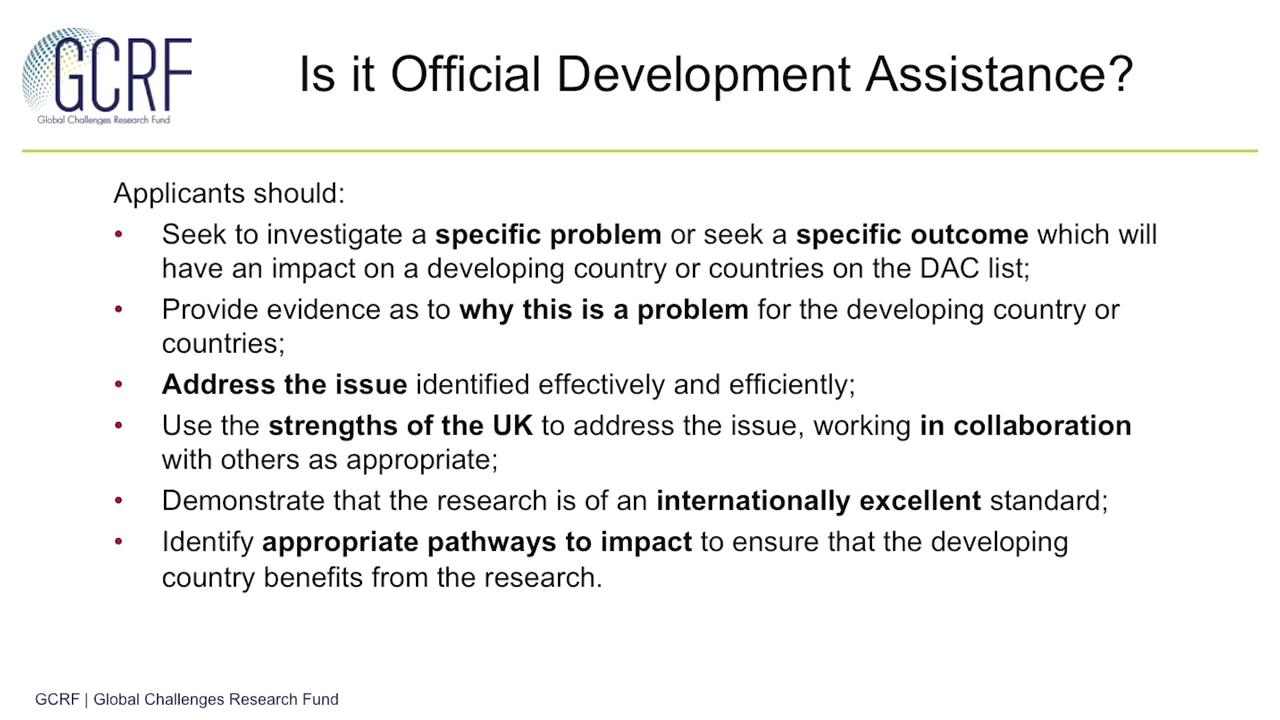 GCRF
Global Challenges Research Fund
Is it Official Development Assistance?
Applicants should:
• Seek to investigate a specific problem or seek a specific outcome which will
have an impact on a developing country or countries on the DAC list;
• Provide evidence as to why this is a problem for the developing country or
countries;
• Address the issue identified effectively and efficiently;
• Use the strengths of the UK to address the issue, working in collaboration
with others as appropriate;
• Demonstrate that the research is of an internationally excellent standard;
• Identify appropriate pathways to impact to ensure that the developing
country benefits from the research.
GCRF | Global Challenges Research Fund